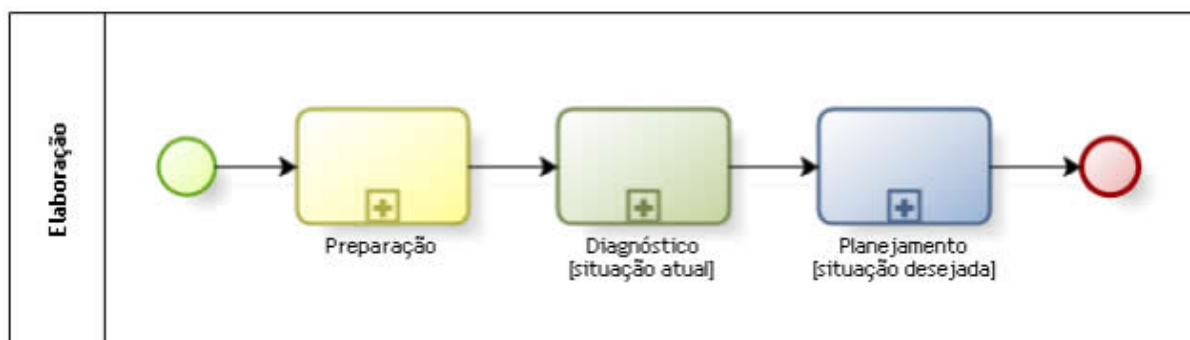 Elaboração
Preparação
Diagnóstico
[situação atual]
Planejamento
[situação desejada]